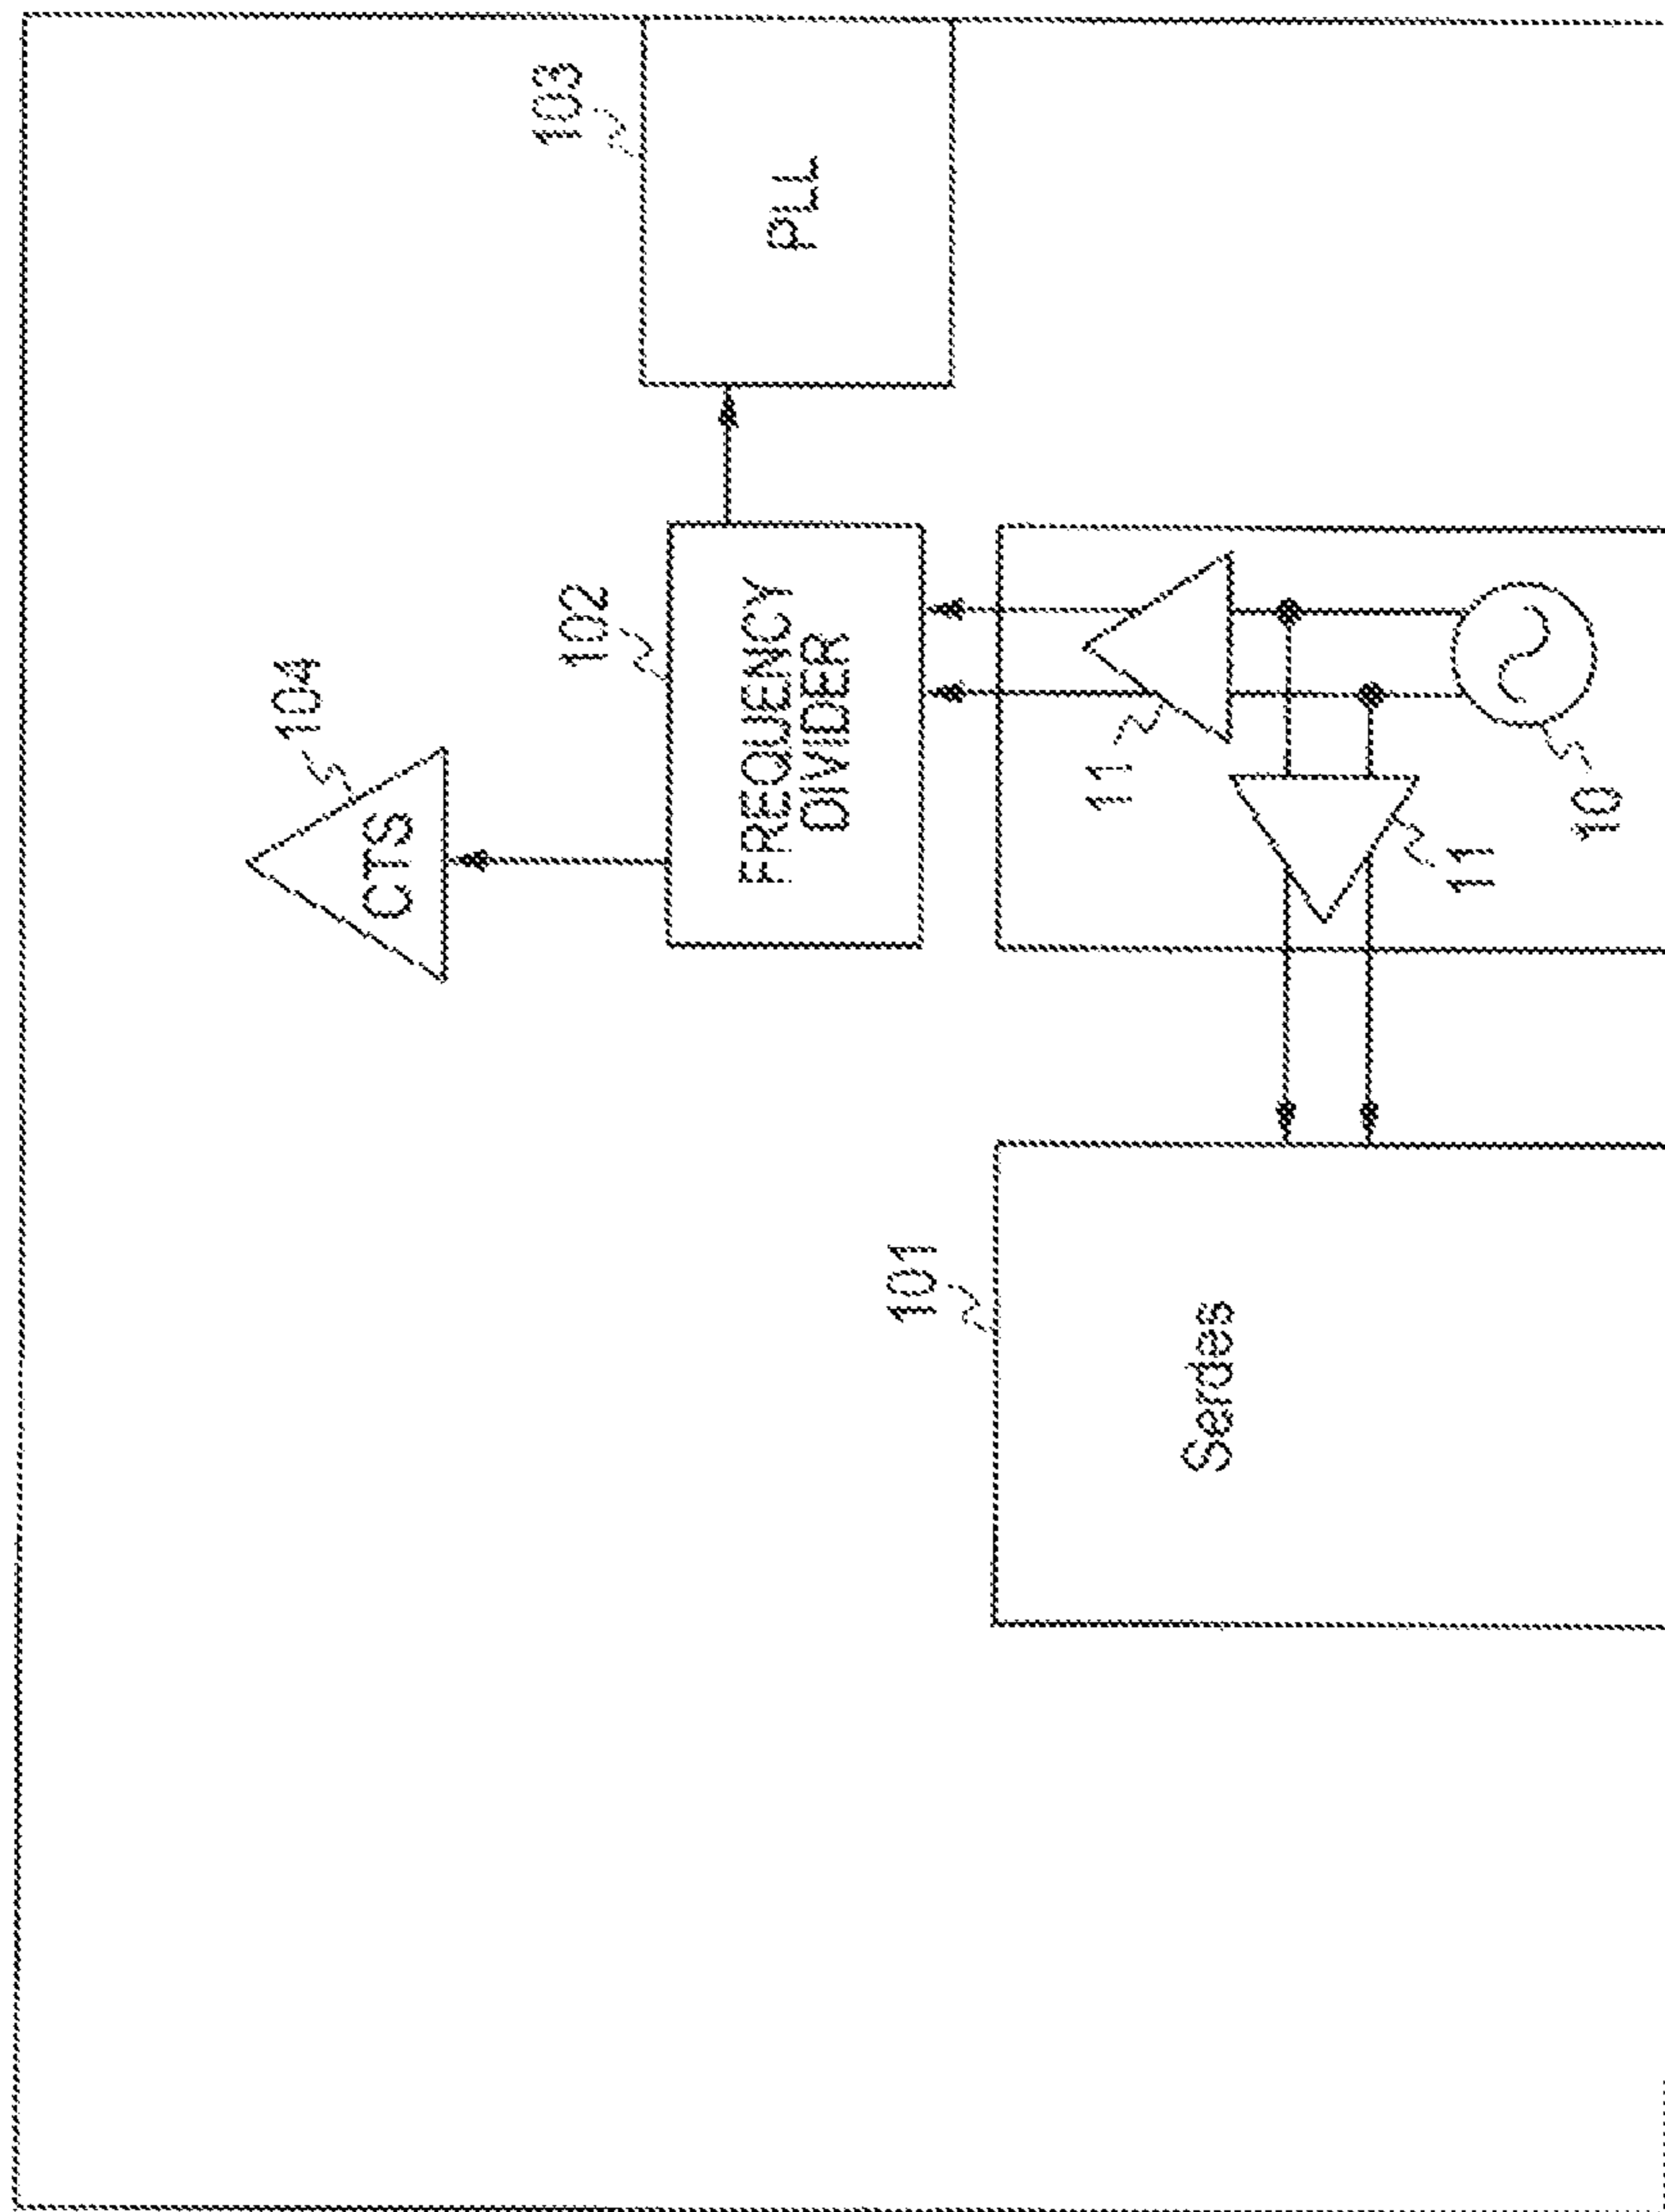 101
Serdes
104
CTS
102
FREQUENCY
DIVIDER
11
11
10
103
PLL